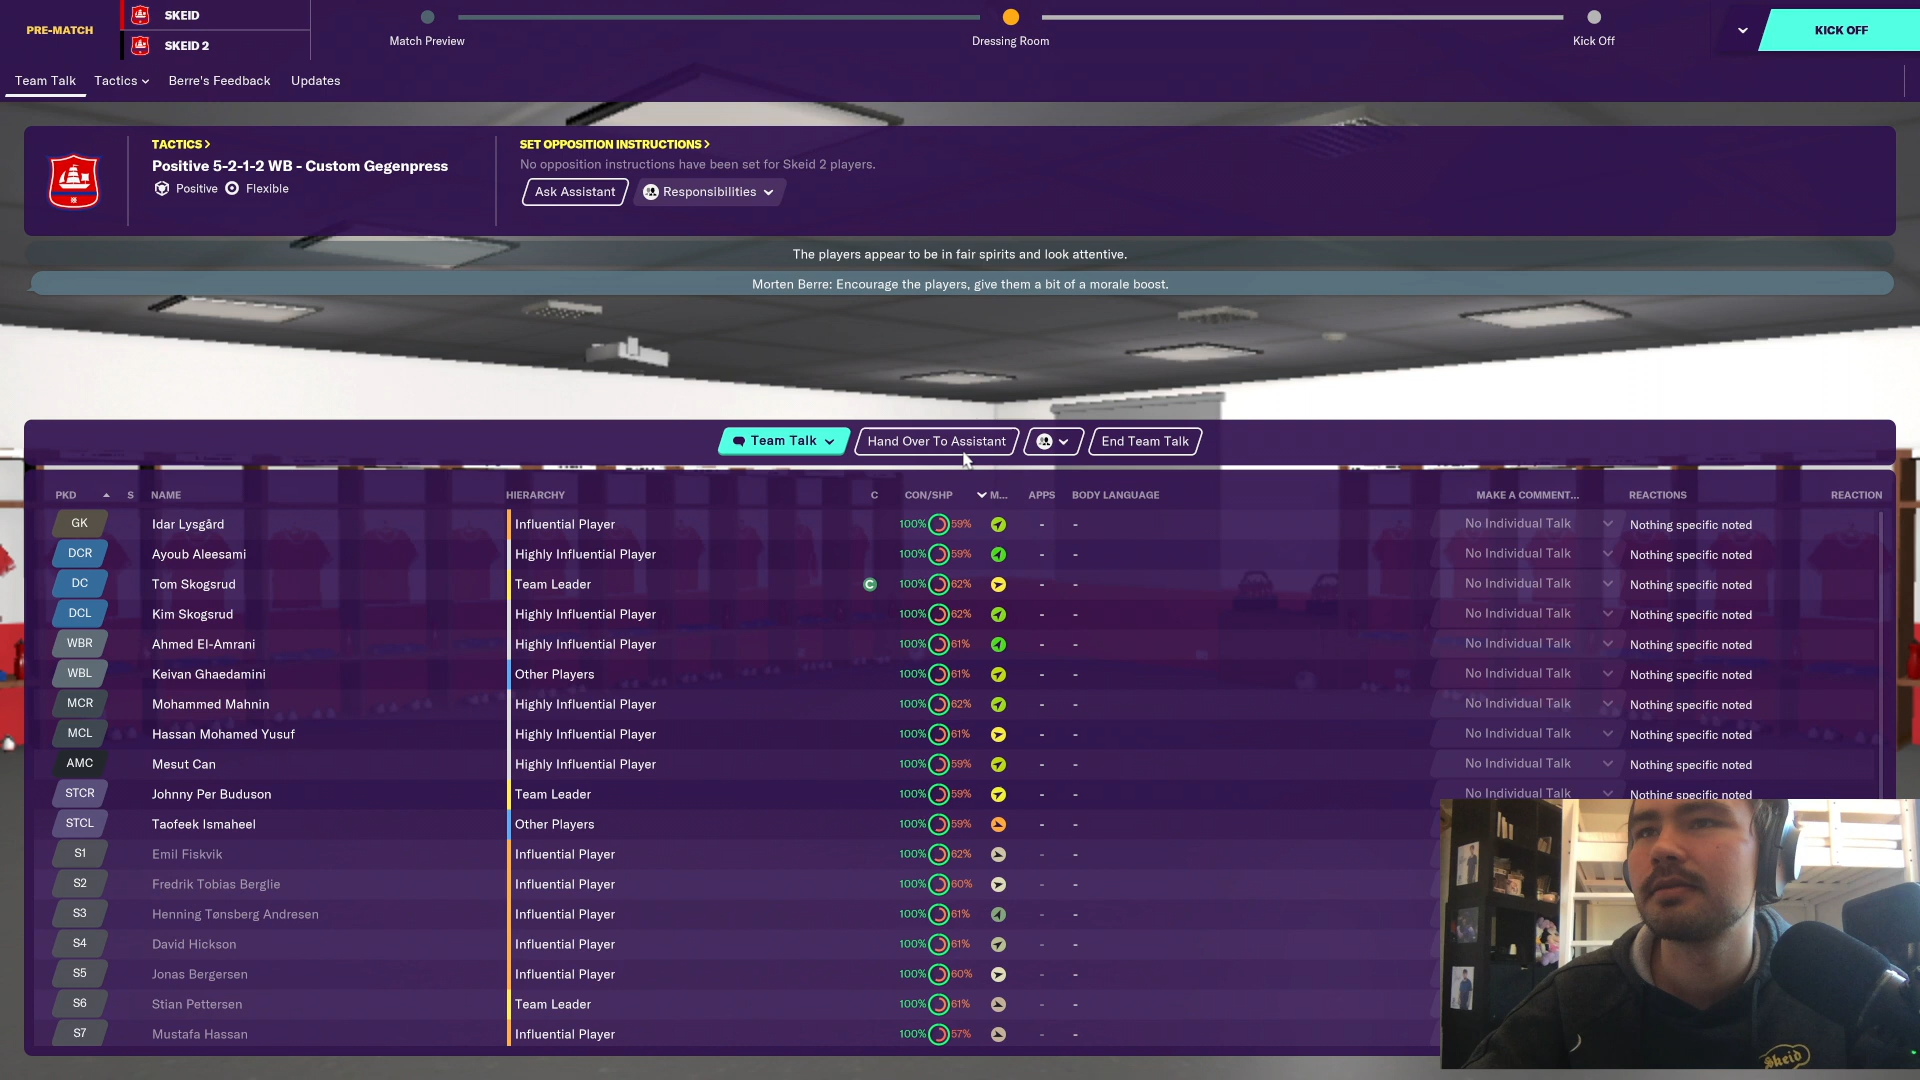 PRE-MATCH
SKEID
SKEID 2
Match Preview
Dressing Room
Kick Off
KICK OFF
Team Talk
Tactics
Berre's Feedback
Updates
TACTICS >
Positive 5-2-1-2 WB - Custom Gegenpress
Positive
Flexible
SET OPPOSITION INSTRUCTIONS >
No opposition instructions have been set for Skeid 2 players.
Ask Assistant
Responsibilities
The players appear to be in fair spirits and look attentive.
Morten Berre: Encourage the players, give them a bit of a morale boost.
Team Talk
Hand Over To Assistant
End Team Talk
PKD S NAME HIERARCHY C CON/SHP M... APPS BODY LANGUAGE MAKE A COMMENT... REACTIONS REACTION
GK Idar Lysgård Influential Player 100% 59% - - No Individual Talk Nothing specific noted
DCR Ayoub Aleesami Highly Influential Player 100% 59% - - No Individual Talk Nothing specific noted
DC Tom Skogsrud Team Leader C 100% 62% - - No Individual Talk Nothing specific noted
DCL Kim Skogsrud Highly Influential Player 100% 62% - - No Individual Talk Nothing specific noted
WBR Ahmed El-Amrani Highly Influential Player 100% 61% - - No Individual Talk Nothing specific noted
WBL Keivan Ghaedamini Other Players 100% 61% - - No Individual Talk Nothing specific noted
MCR Mohammed Mahnin Highly Influential Player 100% 62% - - No Individual Talk Nothing specific noted
MCL Hassan Mohamed Yusuf Highly Influential Player 100% 61% - - No Individual Talk Nothing specific noted
AMC Mesut Can Highly Influential Player 100% 59% - - No Individual Talk Nothing specific noted
STCR Johnny Per Buduson Team Leader 100% 59% - - No Individual Talk Nothing specific noted
STCL Taofeek Ismaheel Other Players 100% 59% - -
S1 Emil Fiskvik Influential Player 100% 62% - -
S2 Fredrik Tobias Berglie Influential Player 100% 60% - -
S3 Henning Tønsberg Andresen Influential Player 100% 61% - -
S4 David Hickson Influential Player 100% 61% - -
S5 Jonas Bergersen Influential Player 100% 60% - -
S6 Stian Pettersen Team Leader 100% 61% - -
S7 Mustafa Hassan Influential Player 100% 57% - -
Skeid